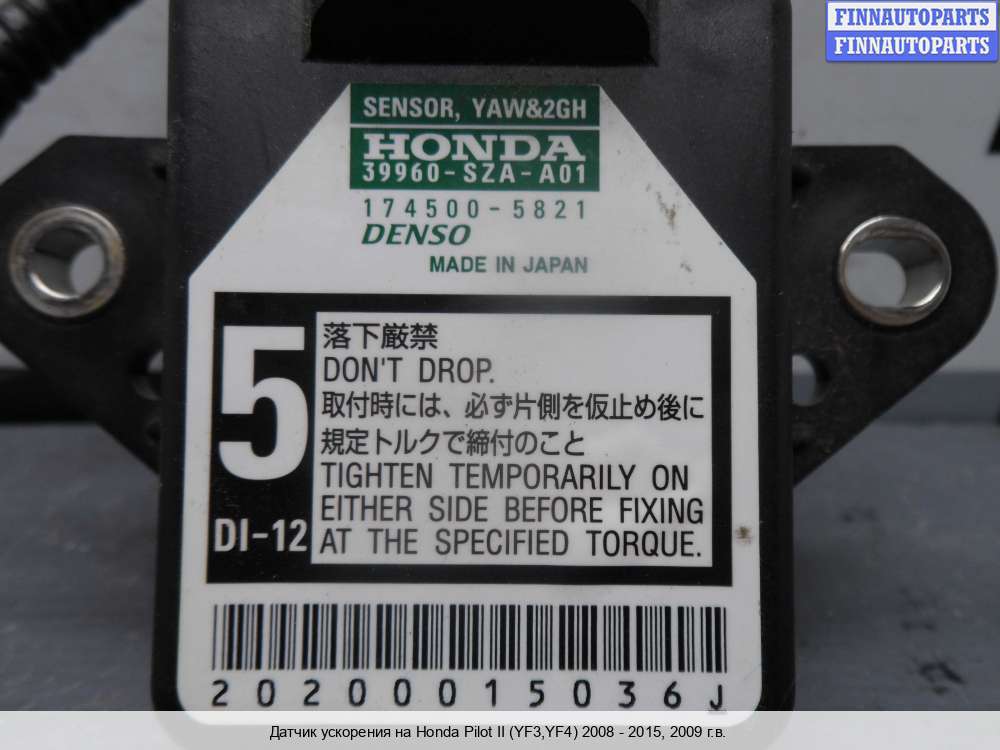 FINNAUTOPARTS
FINNAUTOPARTS
SENSOR, YAW&2GH
HONDA
39960-SZA-A01
174500-5821
DENSO
MADE IN JAPAN
5
DI-12
落下厳禁
DON'T DROP.
取付時には、必ず片側を仮止め後に
規定トルクで締付のこと
TIGHTEN TEMPORARILY ON
EITHER SIDE BEFORE FIXING
AT THE SPECIFIED TORQUE.
20200015036J
Датчик ускорения на Honda Pilot II (YF3,YF4) 2008 - 2015, 2009 г.в.